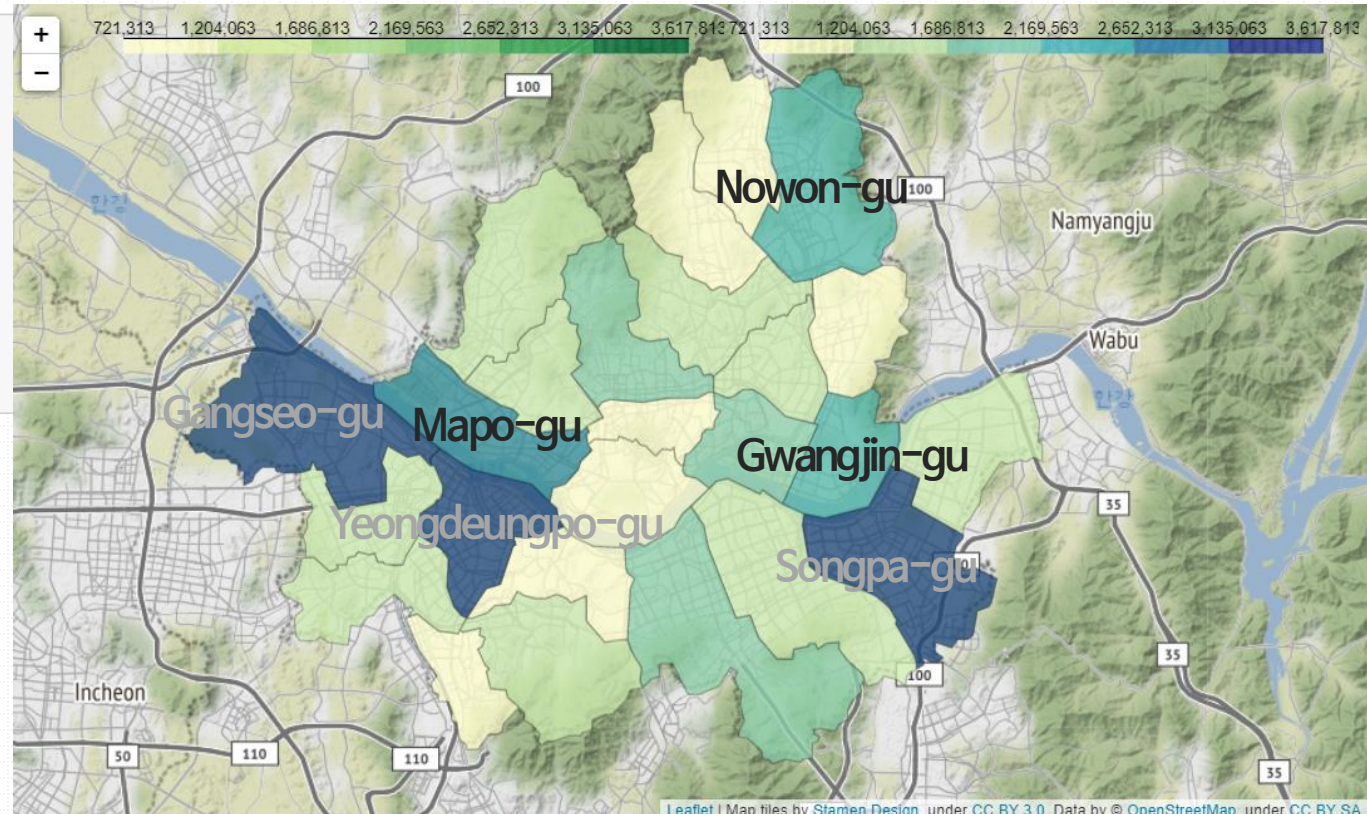 +
−
721,313 1,204,063 1,686,813 2,169,563 2,652,313 3,135,063 3,617,813
721,313 1,204,063 1,686,813 2,169,563 2,652,313 3,135,063 3,617,813
100
Nowon-gu
100
한강
Namyangju
Wabu
Gangseo-gu
Mapo-gu
한강
Gwangjin-gu
35
Yeongdeungpo-gu
Songpa-gu
35
100
Incheon
50
110
110
35
Leaflet | Map tiles by Stamen Design, under CC BY 3.0. Data by © OpenStreetMap, under CC BY SA